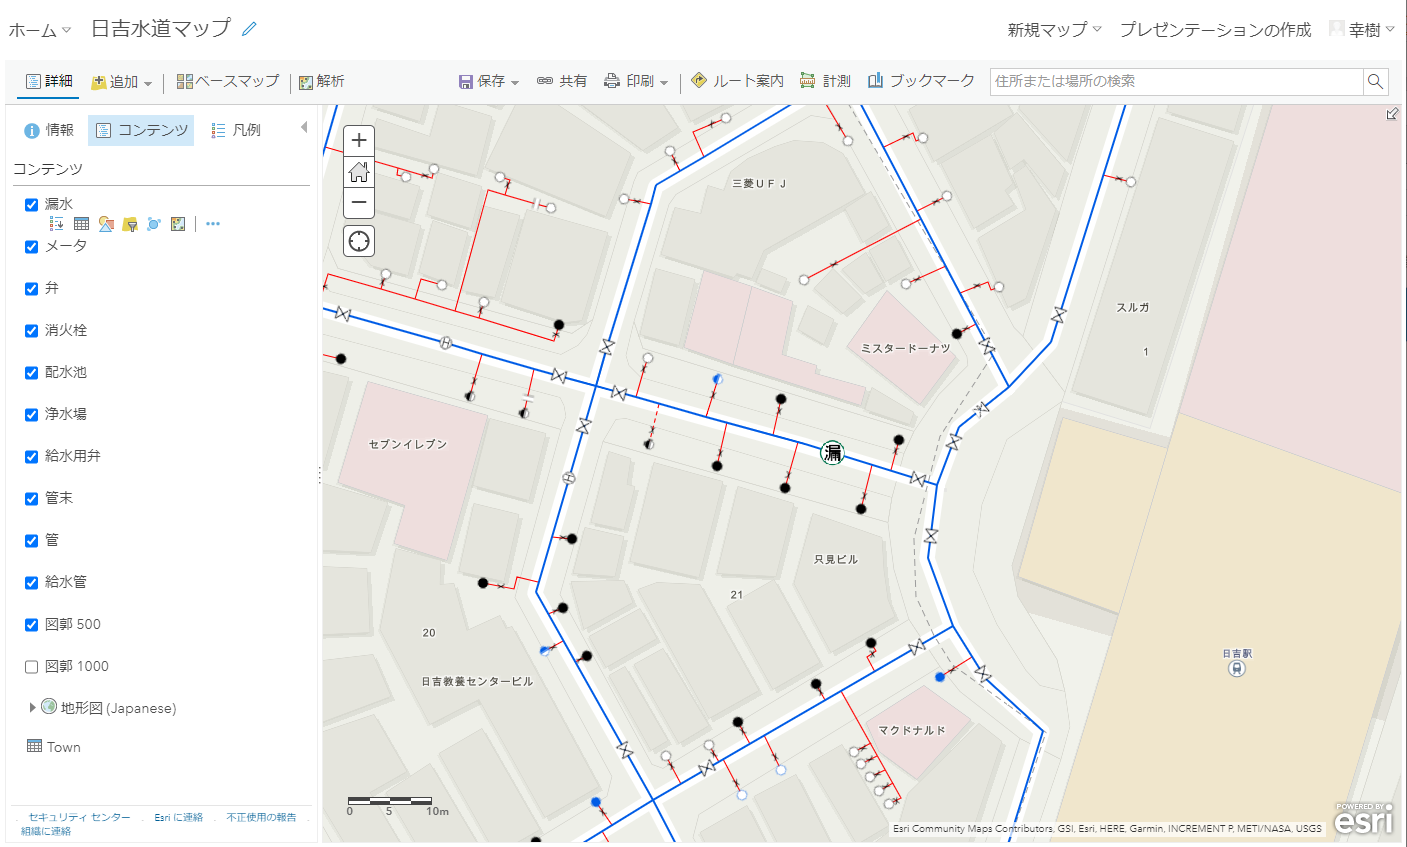 ホーム
日吉水道マップ
新規マップ
プレゼンテーションの作成
幸樹
詳細
追加
ベースマップ
解析
保存
共有
印刷
ルート案内
計測
ブックマーク
住所または場所の検索
情報
コンテンツ
凡例
コンテンツ
漏水
メータ
弁
消火栓
配水池
浄水場
給水用弁
管末
管
給水管
図郭 500
図郭 1000
地形図 (Japanese)
Town
セキュリティ センター
Esri に連絡
不正使用の報告
組織に連絡
三菱ＵＦＪ
スルガ
1
ミスタードーナツ
H
セブンイレブン
漏
H
只見ビル
21
20
日吉教養センタービル
日吉駅
マクドナルド
0 5 10m
Esri Community Maps Contributors, GSI, Esri, HERE, Garmin, INCREMENT P, METI/NASA, USGS
POWERED BY
esri